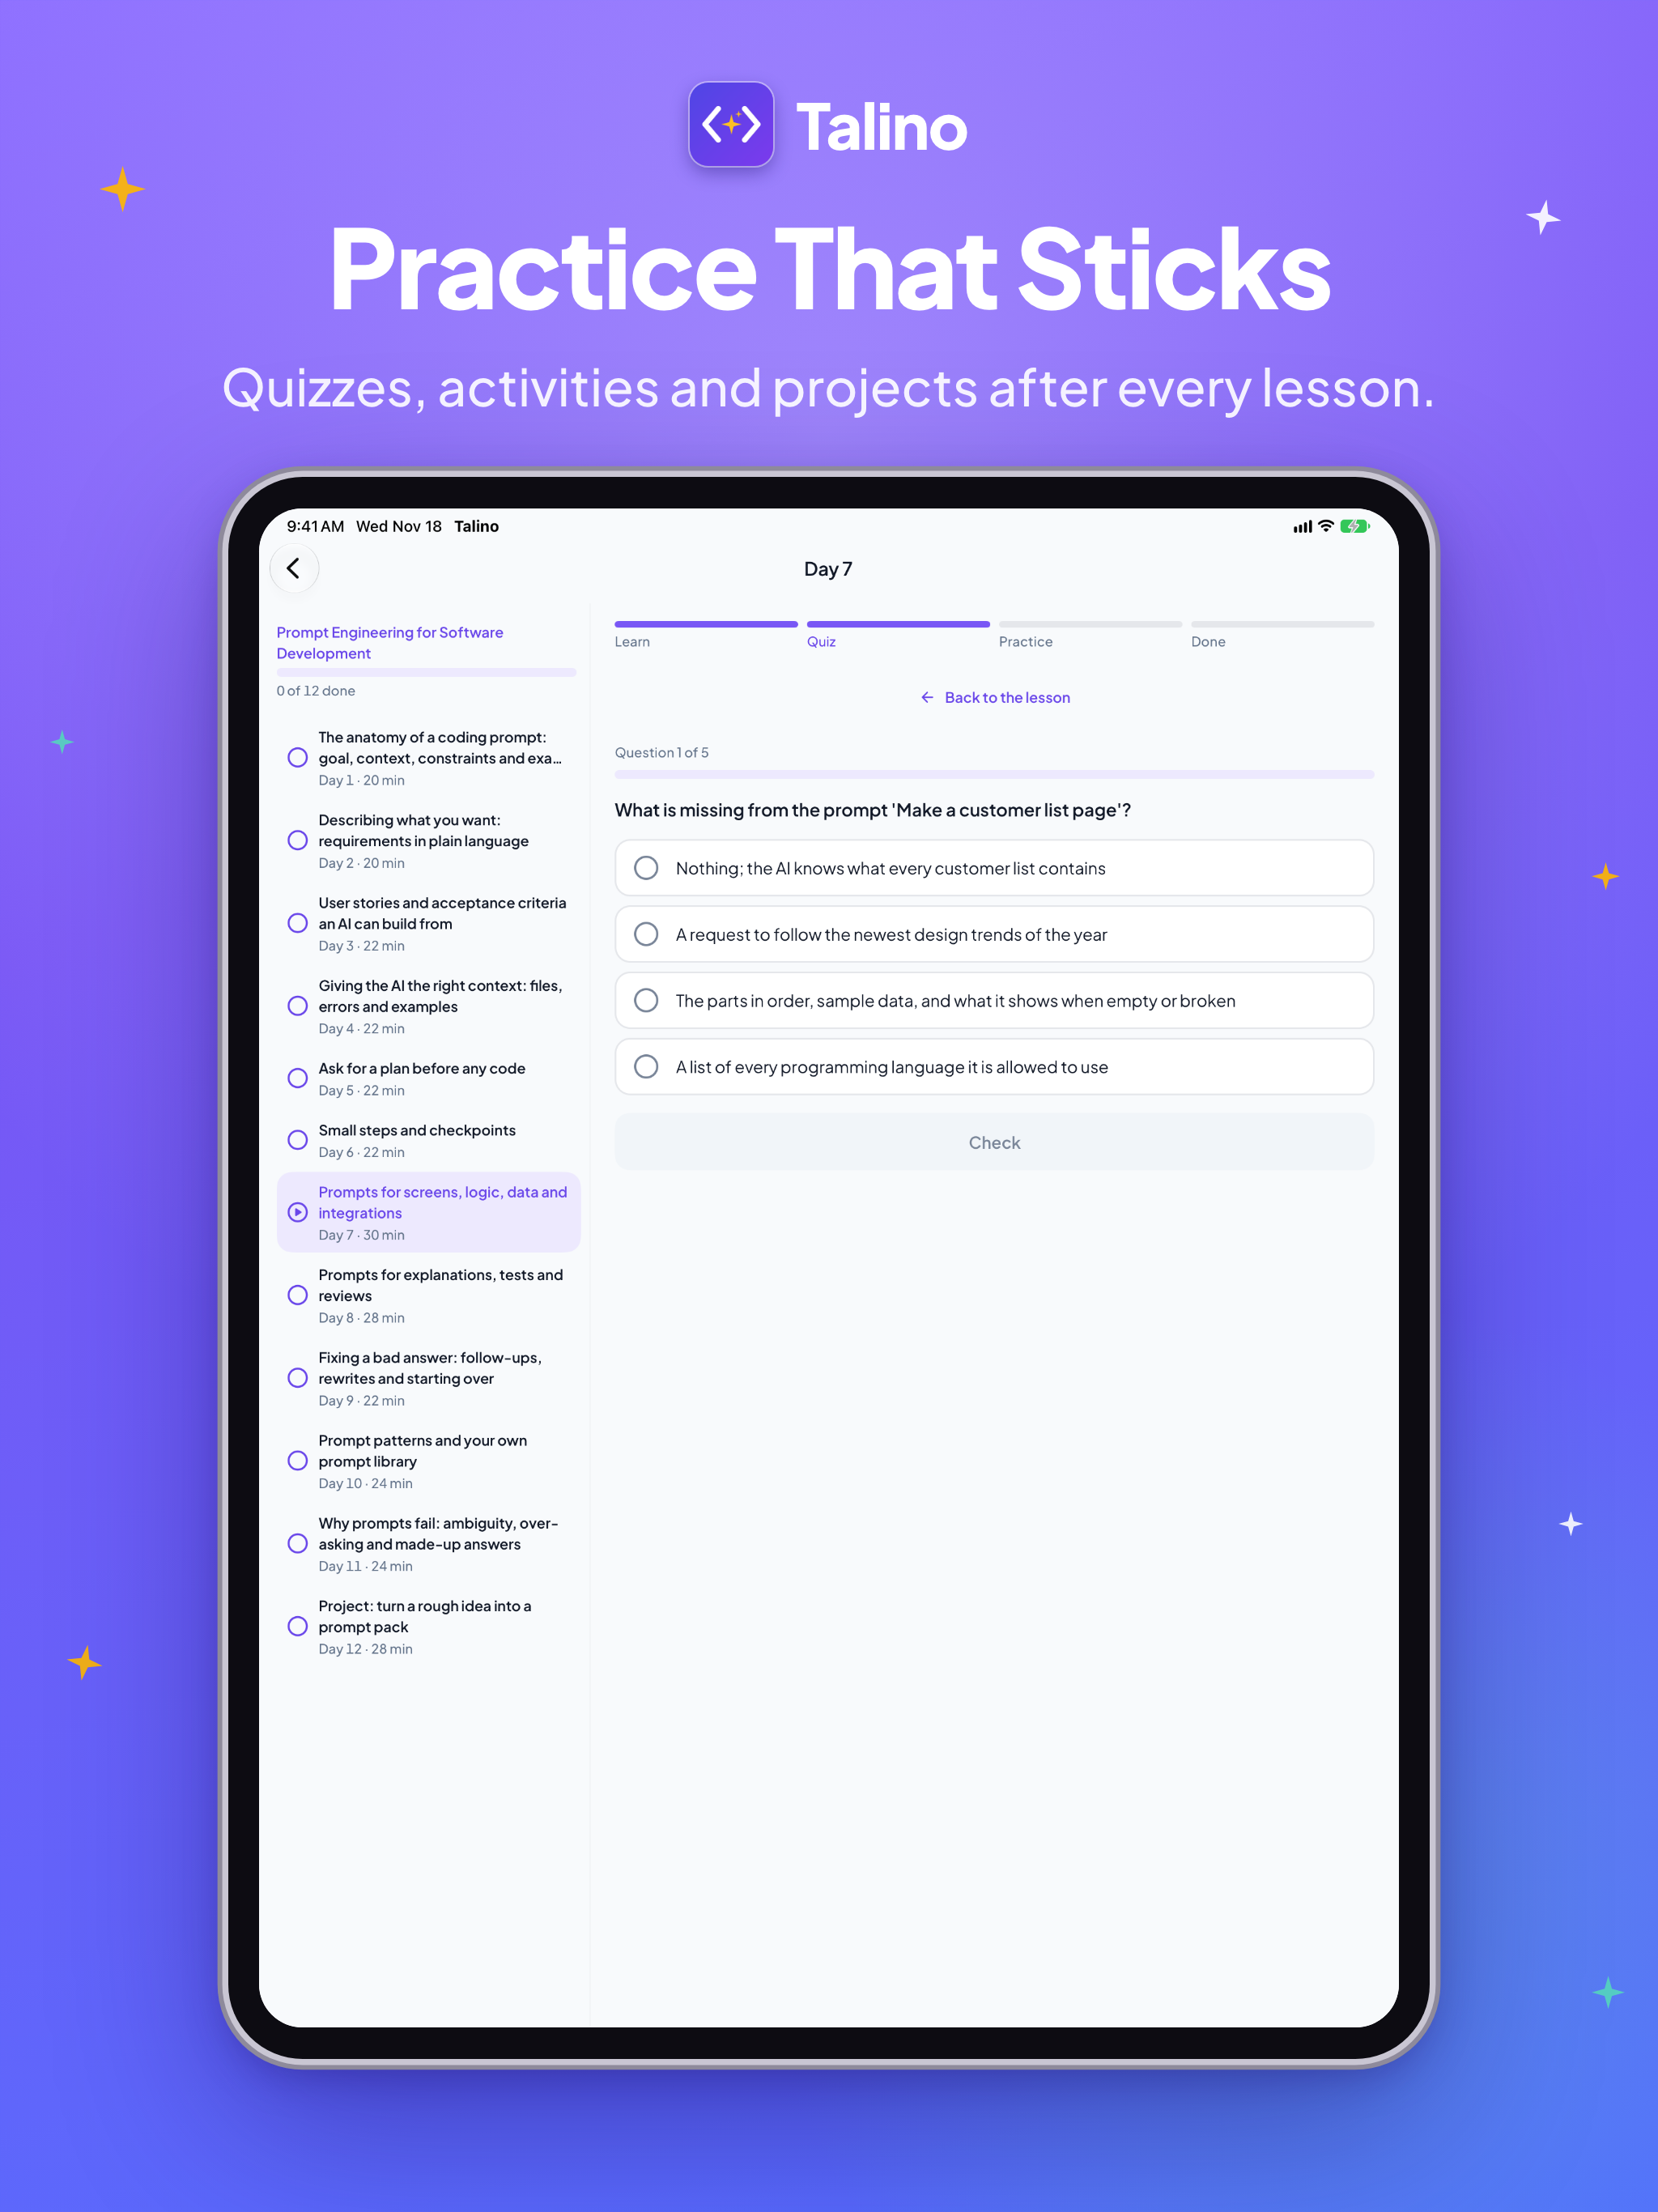 Talino
Practice That Sticks
Quizzes, activities and projects after every lesson.
9:41 AM Wed Nov 18 Talino
Day 7
Prompt Engineering for Software
Development
0 of 12 done
The anatomy of a coding prompt:
goal, context, constraints and exa…
Day 1 · 20 min
Describing what you want:
requirements in plain language
Day 2 · 20 min
User stories and acceptance criteria
an AI can build from
Day 3 · 22 min
Giving the AI the right context: files,
errors and examples
Day 4 · 22 min
Ask for a plan before any code
Day 5 · 22 min
Small steps and checkpoints
Day 6 · 22 min
Prompts for screens, logic, data and
integrations
Day 7 · 30 min
Prompts for explanations, tests and
reviews
Day 8 · 28 min
Fixing a bad answer: follow-ups,
rewrites and starting over
Day 9 · 22 min
Prompt patterns and your own
prompt library
Day 10 · 24 min
Why prompts fail: ambiguity, over-
asking and made-up answers
Day 11 · 24 min
Project: turn a rough idea into a
prompt pack
Day 12 · 28 min
Learn Quiz Practice Done
← Back to the lesson
Question 1 of 5
What is missing from the prompt 'Make a customer list page'?
Nothing; the AI knows what every customer list contains
A request to follow the newest design trends of the year
The parts in order, sample data, and what it shows when empty or broken
A list of every programming language it is allowed to use
Check